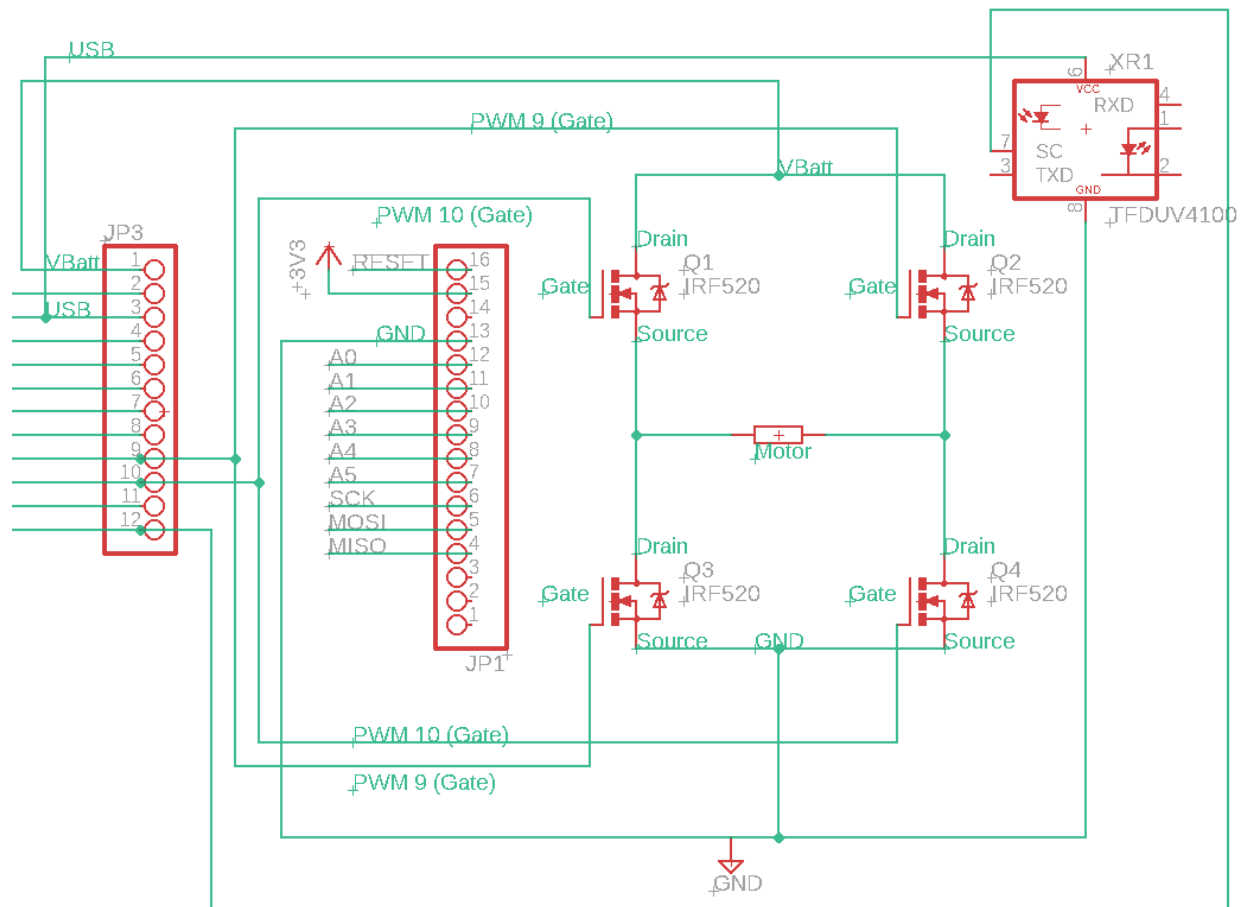 USB
XR1
6
VCC
RXD
4
1
7
SC
3
TXD
2
GND
8
TFDUV4100
PWM 9 (Gate)
VBatt
PWM 10 (Gate)
JP3
VBatt
1
2
USB
3
4
5
6
7
8
9
10
11
12
+3V3
RESET
16
15
14
GND
13
A0
12
A1
11
A2
10
A3
9
A4
8
A5
7
SCK
6
MOSI
5
MISO
4
3
2
1
JP1
Drain
Q1
Gate
IRF520
Source
Drain
Q2
Gate
IRF520
Source
Motor
Drain
Q3
Gate
IRF520
Source
GND
Drain
Q4
Gate
IRF520
Source
PWM 10 (Gate)
PWM 9 (Gate)
GND